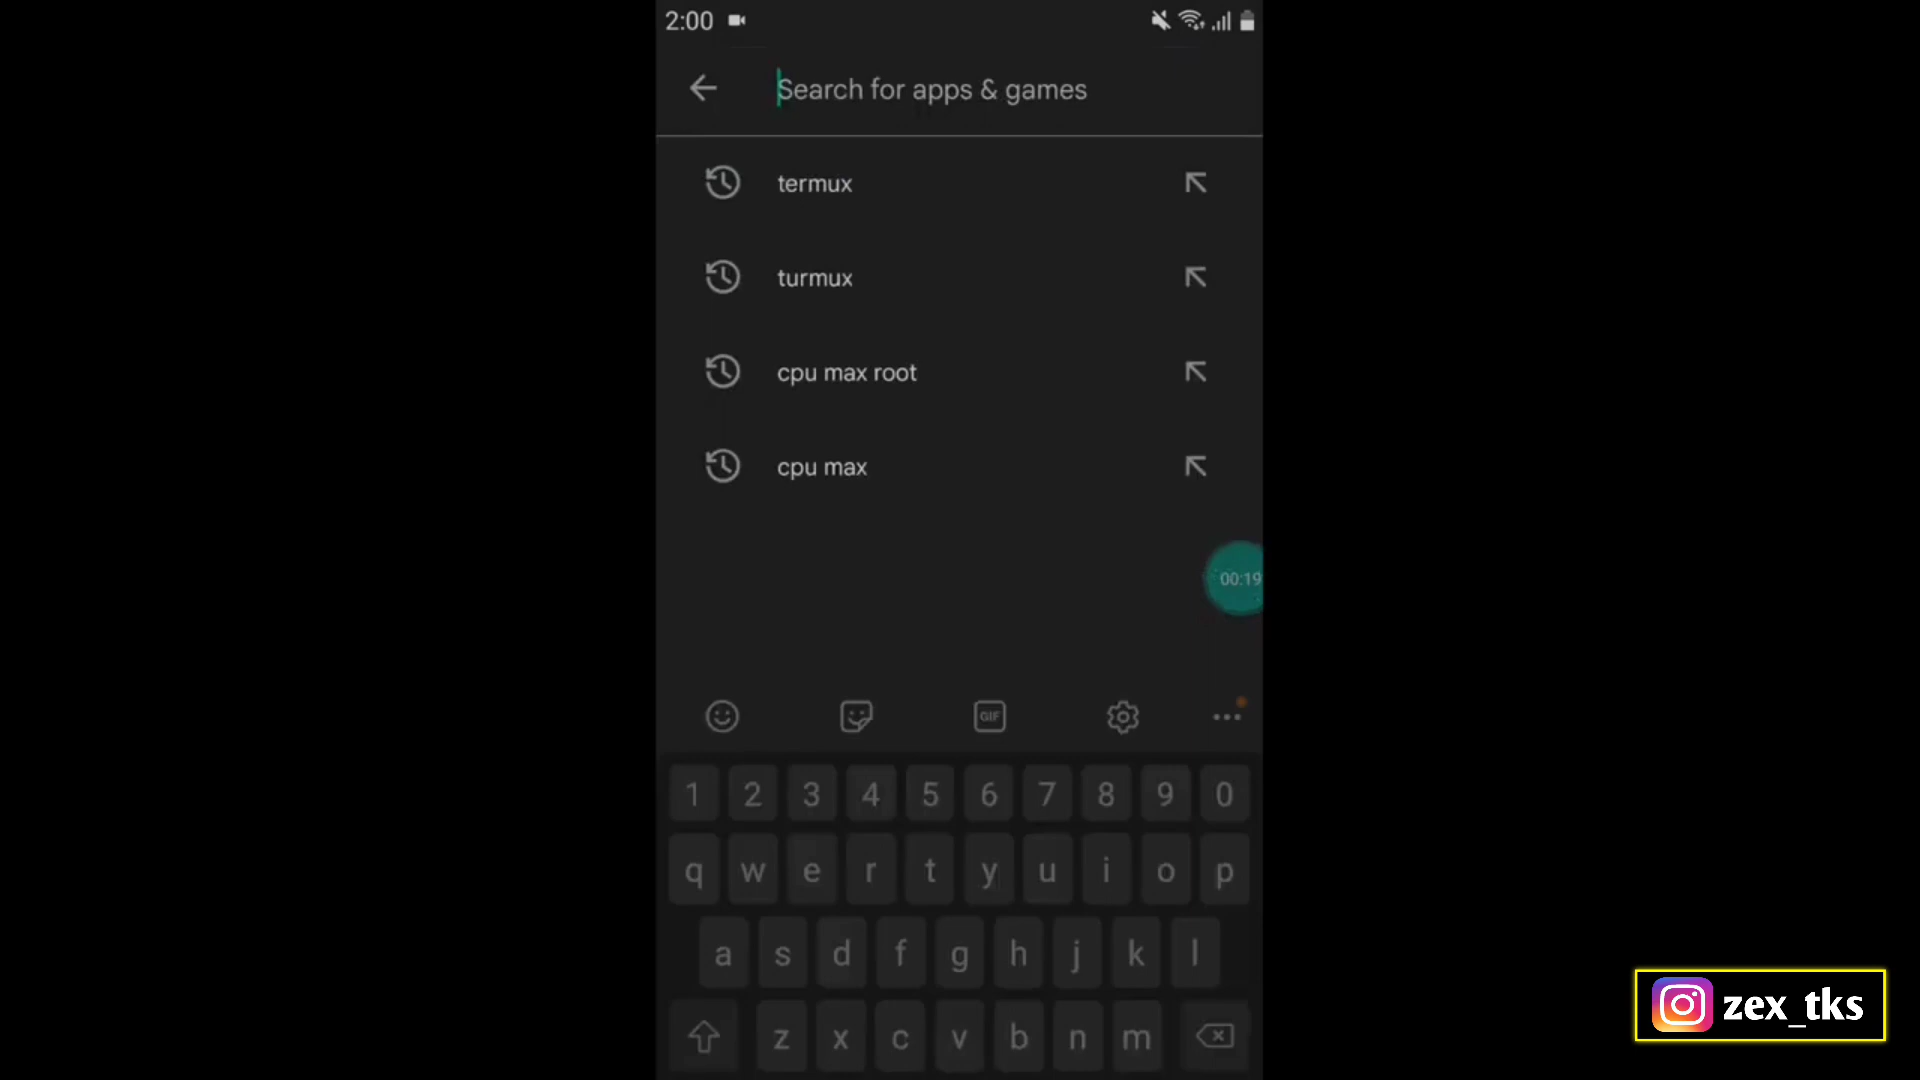 2:00
Search for apps & games
termux
turmux
cpu max root
cpu max
00:19
GIF
1 2 3 4 5 6 7 8 9 0
q w e r t y u i o p
a s d f g h j k l
z x c v b n m
zex_tks